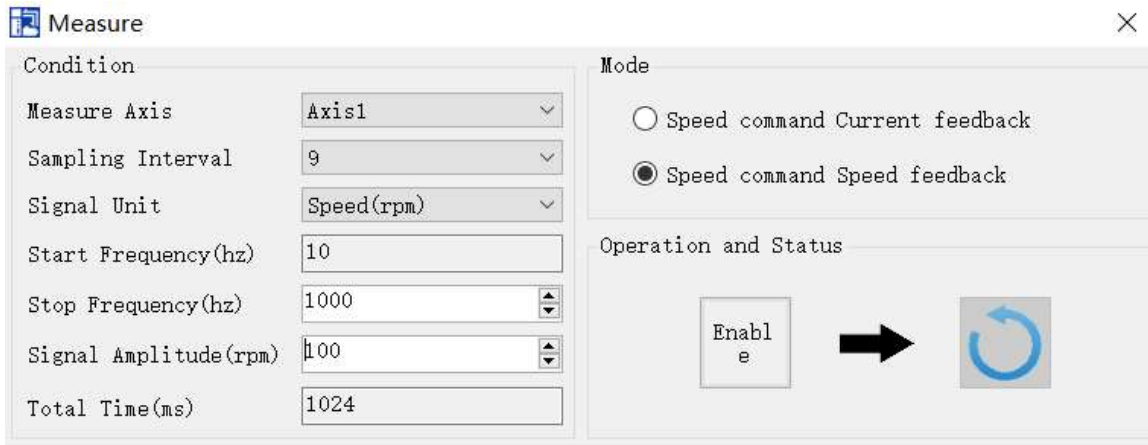 Measure
Condition
Measure Axis Axis1
Sampling Interval 9
Signal Unit Speed(rpm)
Start Frequency(hz) 10
Stop Frequency(hz) 1000
Signal Amplitude(rpm) 100
Total Time(ms) 1024
Mode
Speed command Current feedback
Speed command Speed feedback
Operation and Status
Enabl
e